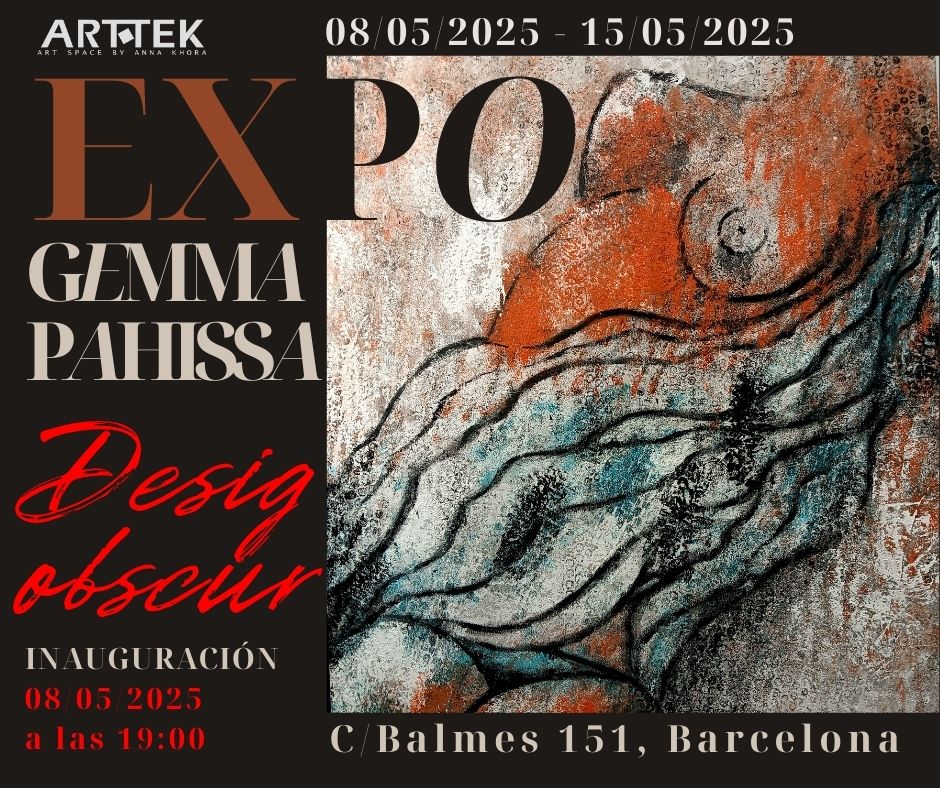 ARTTEK
ART SPACE BY ANNA KHORA
08/05/2025 - 15/05/2025
EXPO
GEMMA
PAHISSA
Desig
obscur
INAUGURACIÓN
08/05/2025
a las 19:00
C/Balmes 151, Barcelona